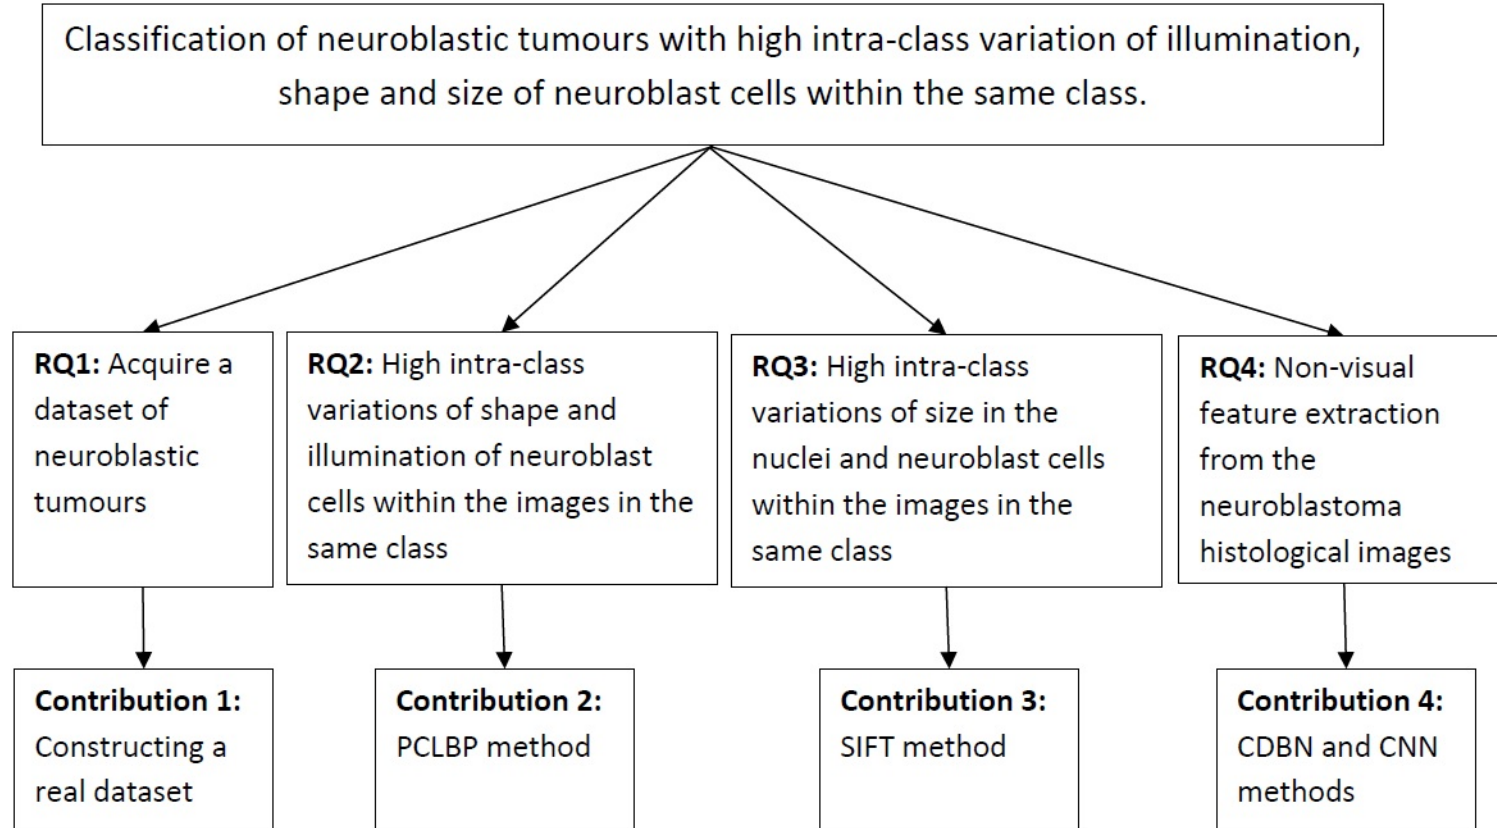 Classification of neuroblastic tumours with high intra-class variation of illumination,
shape and size of neuroblast cells within the same class.
RQ1: Acquire a
dataset of
neuroblastic
tumours
RQ2: High intra-class
variations of shape and
illumination of neuroblast
cells within the images in the
same class
RQ3: High intra-class
variations of size in the
nuclei and neuroblast cells
within the images in the
same class
RQ4: Non-visual
feature extraction
from the
neuroblastoma
histological images
Contribution 1:
Constructing a
real dataset
Contribution 2:
PCLBP method
Contribution 3:
SIFT method
Contribution 4:
CDBN and CNN
methods